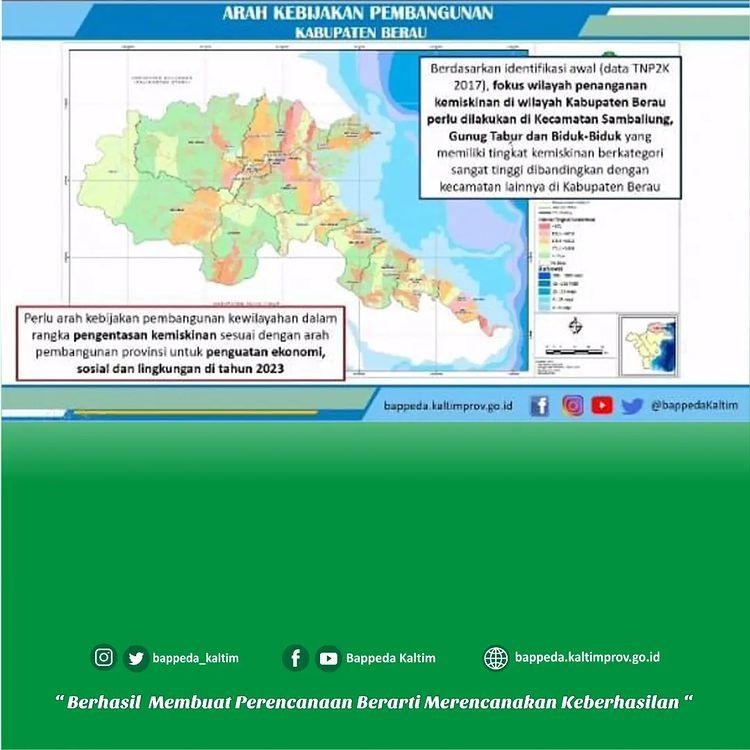 ARAH KEBIJAKAN PEMBANGUNAN
KABUPATEN BERAU
Berdasarkan identifikasi awal (data TNP2K
2017), fokus wilayah penanganan
kemiskinan di wilayah Kabupaten Berau
perlu dilakukan di Kecamatan Sambaliung,
Gunug Tabur dan Biduk-Biduk yang
memiliki tingkat kemiskinan berkategori
sangat tinggi dibandingkan dengan
kecamatan lainnya di Kabupaten Berau
Perlu arah kebijakan pembangunan kewilayahan dalam
rangka pengentasan kemiskinan sesuai dengan arah
pembangunan provinsi untuk penguatan ekonomi,
sosial dan lingkungan di tahun 2023
bappeda.kaltimprov.go.id @bappedaKaltim
bappeda_kaltim Bappeda Kaltim bappeda.kaltimprov.go.id
“ Berhasil Membuat Perencanaan Berarti Merencanakan Keberhasilan “